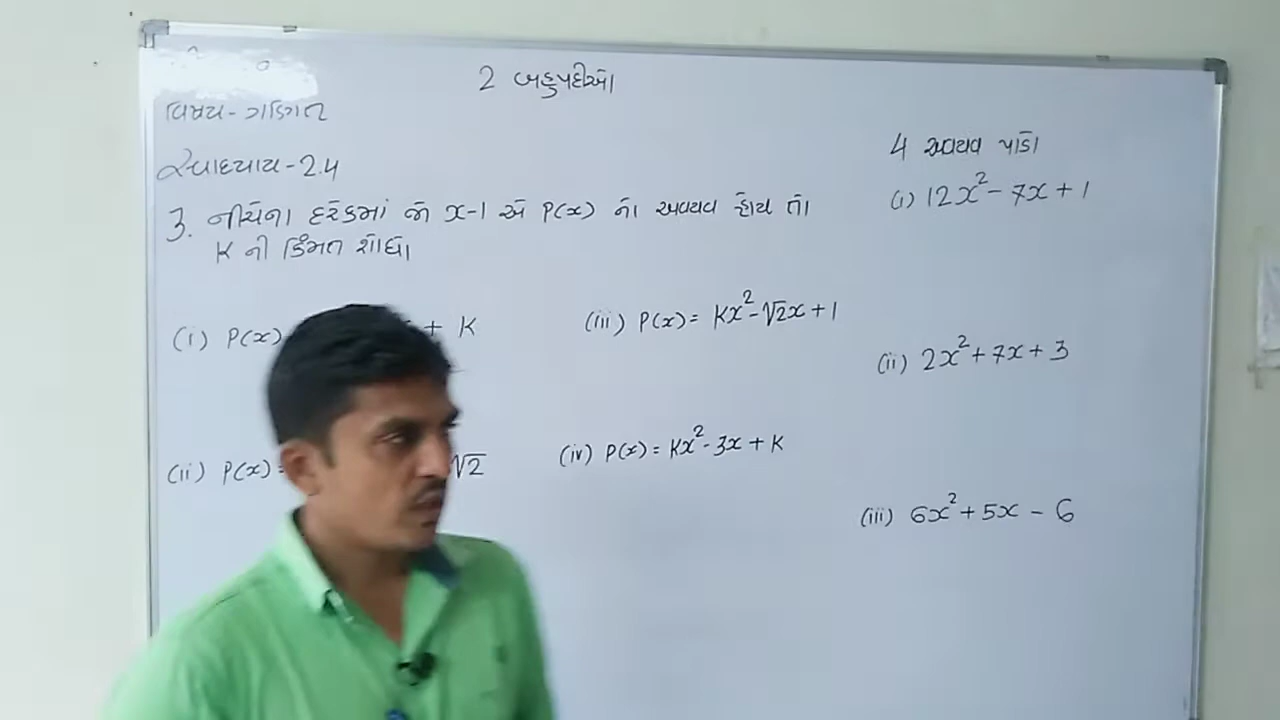 2 બહુપદીઓ
વિષય - ગણિત
સ્વાધ્યાય - 2.4
3. નીચેના દરેકમાં જો x-1 એ P(x) નો અવયવ હોય તો
K ની કિંમત શોધો
(i) P(x) + K
(ii) P(x) = √2
(iii) P(x) = Kx² - √2x + 1
(iv) P(x) = Kx² - 3x + K
4 અવયવ પાડો
(i) 12x² - 7x + 1
(ii) 2x² + 7x + 3
(iii) 6x² + 5x - 6